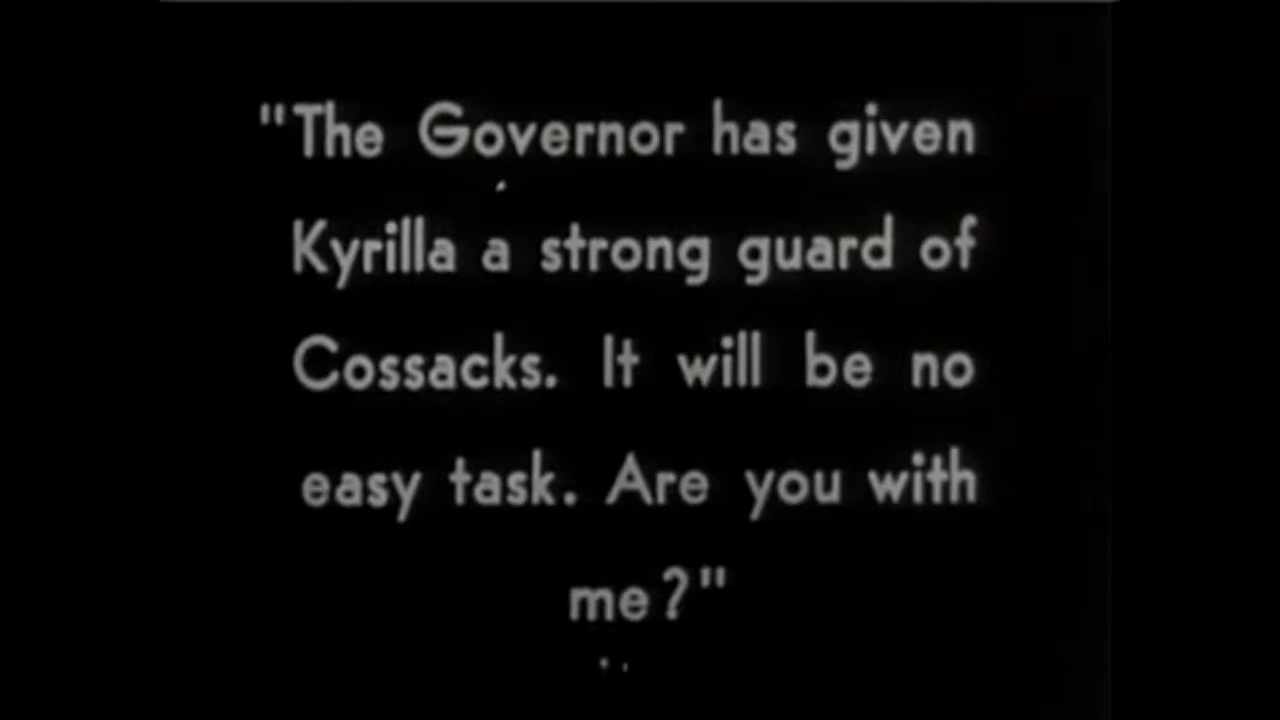 "The Governor has given
Kyrilla a strong guard of
Cossacks. It will be no
easy task. Are you with
me?"